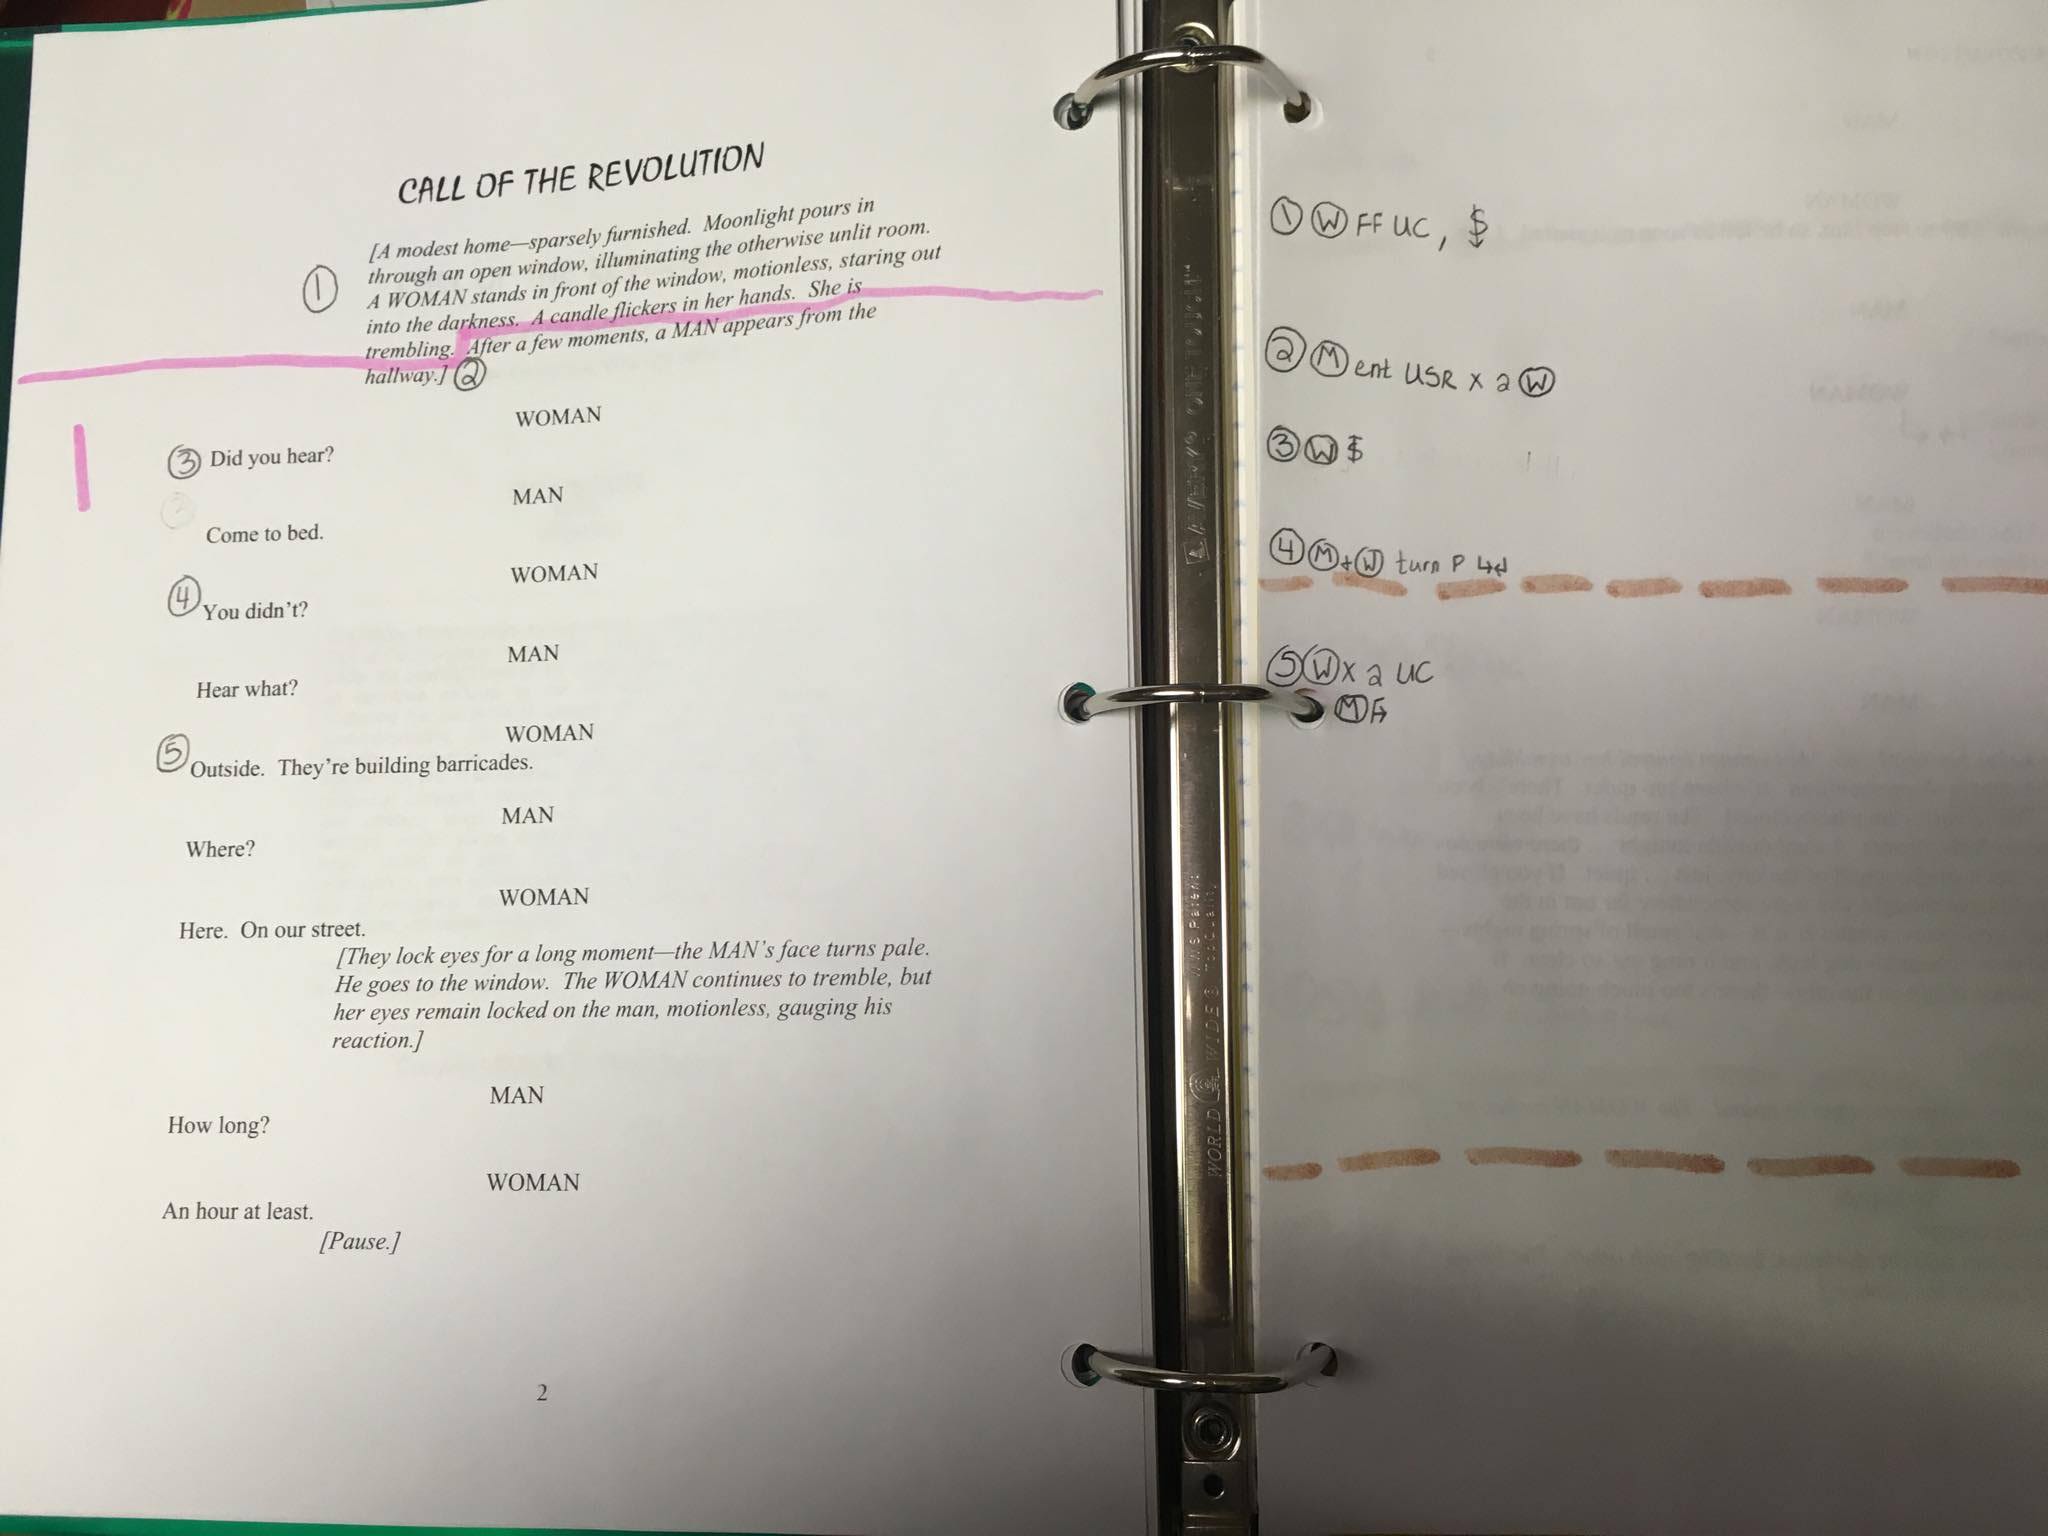 CALL OF THE REVOLUTION
[A modest home—sparsely furnished. Moonlight pours in
through an open window, illuminating the otherwise unlit room.
① A WOMAN stands in front of the window, motionless, staring out
into the darkness. A candle flickers in her hands. She is
trembling. After a few moments, a MAN appears from the
hallway.] ②
WOMAN
③ Did you hear?
MAN
3
Come to bed.
WOMAN
④ You didn't?
MAN
Hear what?
WOMAN
⑤ Outside. They're building barricades.
MAN
Where?
WOMAN
Here. On our street.
[They lock eyes for a long moment—the MAN's face turns pale.
He goes to the window. The WOMAN continues to tremble, but
her eyes remain locked on the man, motionless, gauging his
reaction.]
MAN
How long?
WOMAN
An hour at least.
[Pause.]
2
① Ⓦ FF UC, $
② Ⓜ ent USR X 2 Ⓦ
③ Ⓦ $
④ Ⓜ + Ⓦ turn P
⑤ Ⓦ X 2 UC
Ⓜ
WORLD WIDE